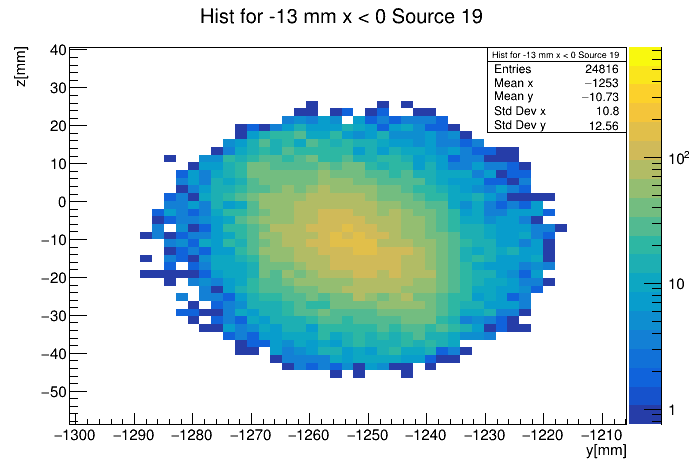 Hist for -13 mm x < 0 Source 19
z[mm]
Hist for -13 mm x < 0 Source 19
Entries 24816
Mean x −1253
Mean y −10.73
Std Dev x 10.8
Std Dev y 12.56
40
30
20
10
0
−10
−20
−30
−40
−50
−1300 −1290 −1280 −1270 −1260 −1250 −1240 −1230 −1220 −1210
y[mm]
10²
10
1